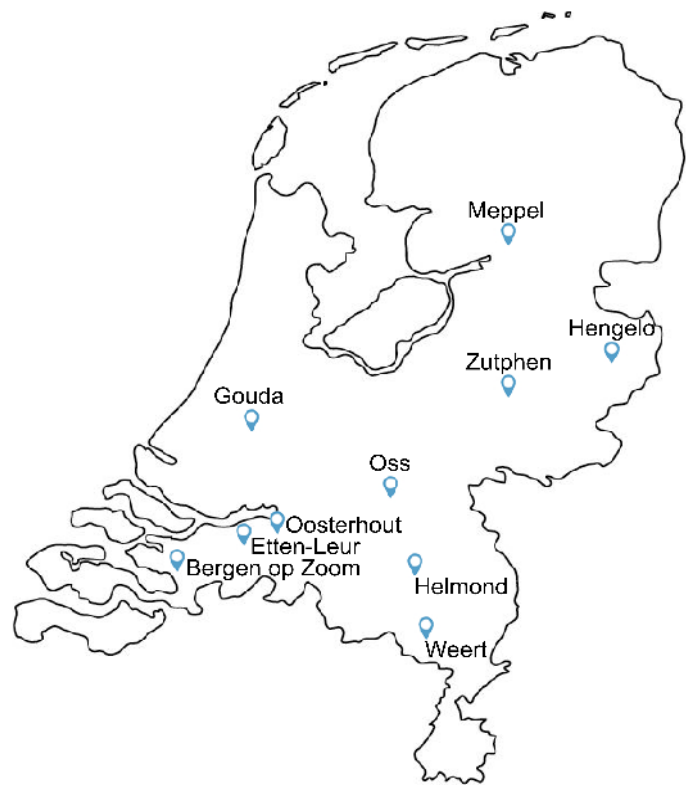 Meppel
Hengelo
Zutphen
Gouda
Oss
Oosterhout
Etten-Leur
Bergen op Zoom
Helmond
Weert